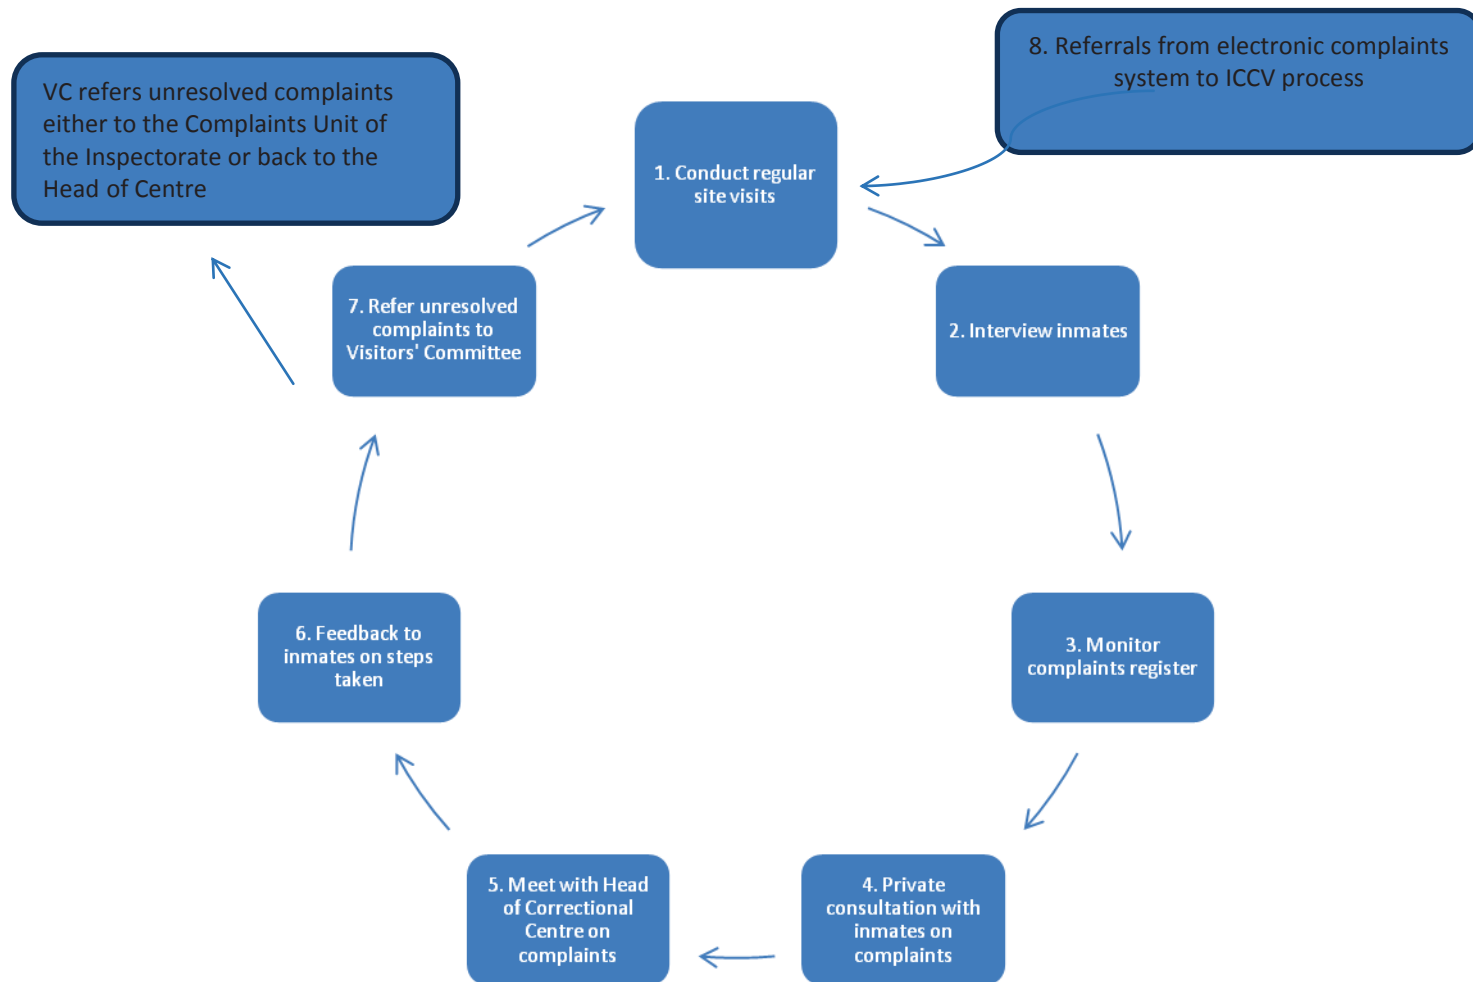 8. Referrals from electronic complaints
system to ICCV process
VC refers unresolved complaints
either to the Complaints Unit of
the Inspectorate or back to the
Head of Centre
1. Conduct regular
site visits
2. Interview inmates
3. Monitor
complaints register
4. Private
consultation with
inmates on
complaints
5. Meet with Head
of Correctional
Centre on
complaints
6. Feedback to
inmates on steps
taken
7. Refer unresolved
complaints to
Visitors' Committee